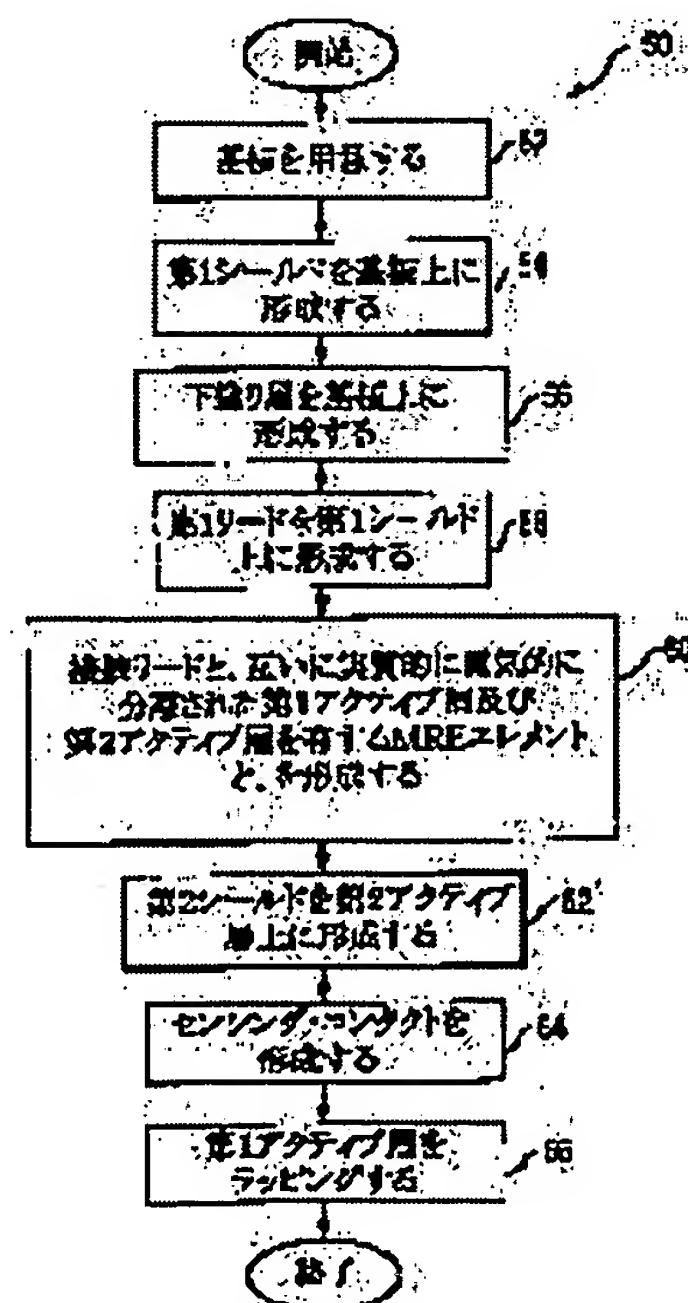 開始
50
基板を用意する
52
第1シールドを基板上に
形成する
54
下塗り層を基板上に
形成する
56
第1リードを第1シールド
上に形成する
58
接触リードと、互いに実質的に電気的に
分離された第1アクティブ層及び
第2アクティブ層を有するMREエレメント
と、を形成する
60
第2シールドを第2アクティブ
層上に形成する
62
センシング・コンタクトを
形成する
64
第1アクティブ層を
ラッピングする
66
終了